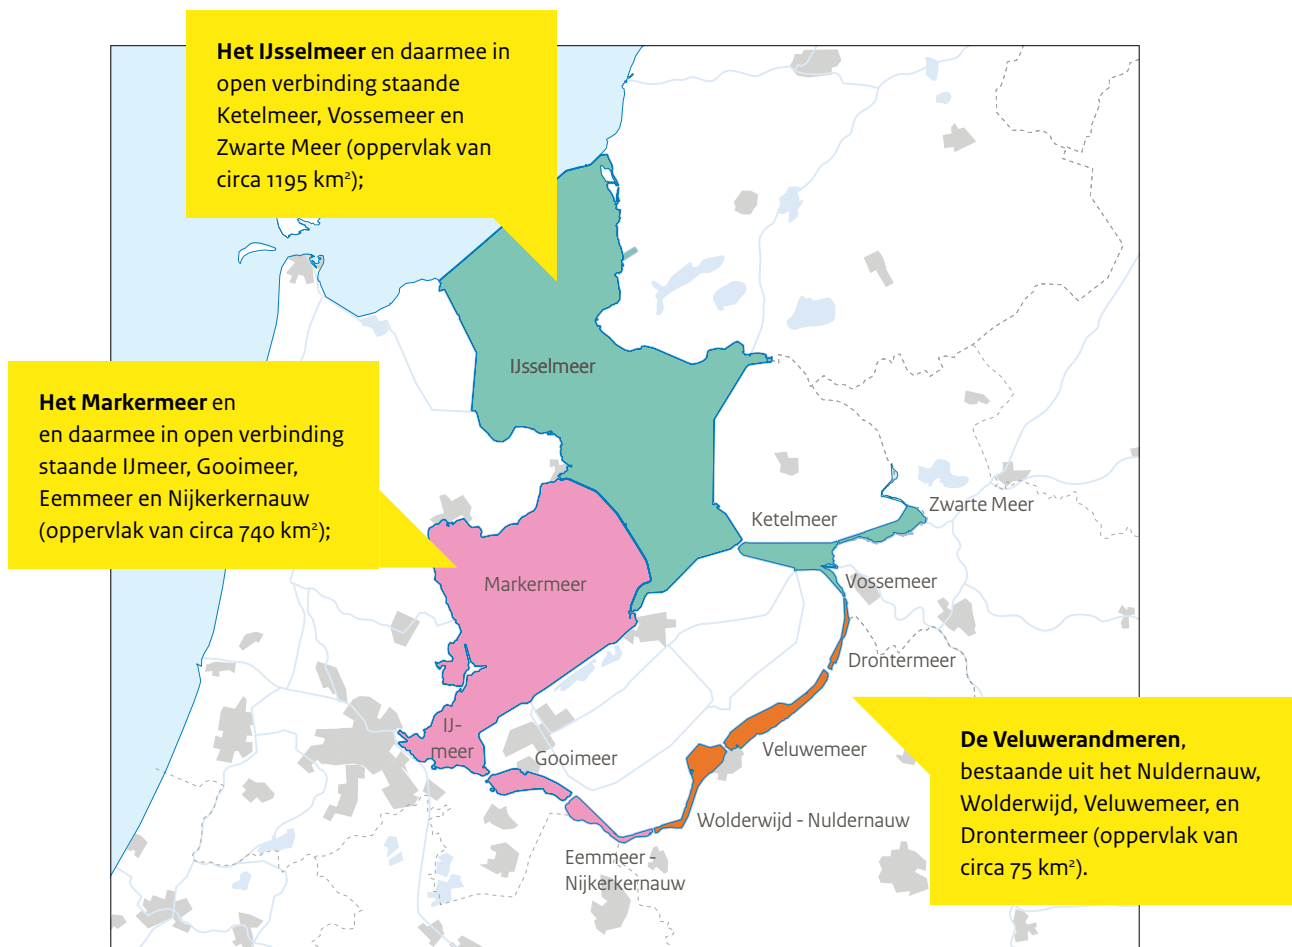 Het IJsselmeer en daarmee in
open verbinding staande
Ketelmeer, Vossemeer en
Zwarte Meer (oppervlak van
circa 1195 km²);
IJsselmeer
Het Markermeer en
en daarmee in open verbinding
staande IJmeer, Gooimeer,
Eemmeer en Nijkerkernauw
(oppervlak van circa 740 km²);
Zwarte Meer
Ketelmeer
Markermeer
Vossemeer
Drontermeer
IJ-
meer
Gooimeer
Veluwemeer
De Veluwerandmeren,
bestaande uit het Nuldernauw,
Wolderwijd, Veluwemeer, en
Drontermeer (oppervlak van
circa 75 km²).
Wolderwijd - Nuldernauw
Eemmeer -
Nijkerkernauw